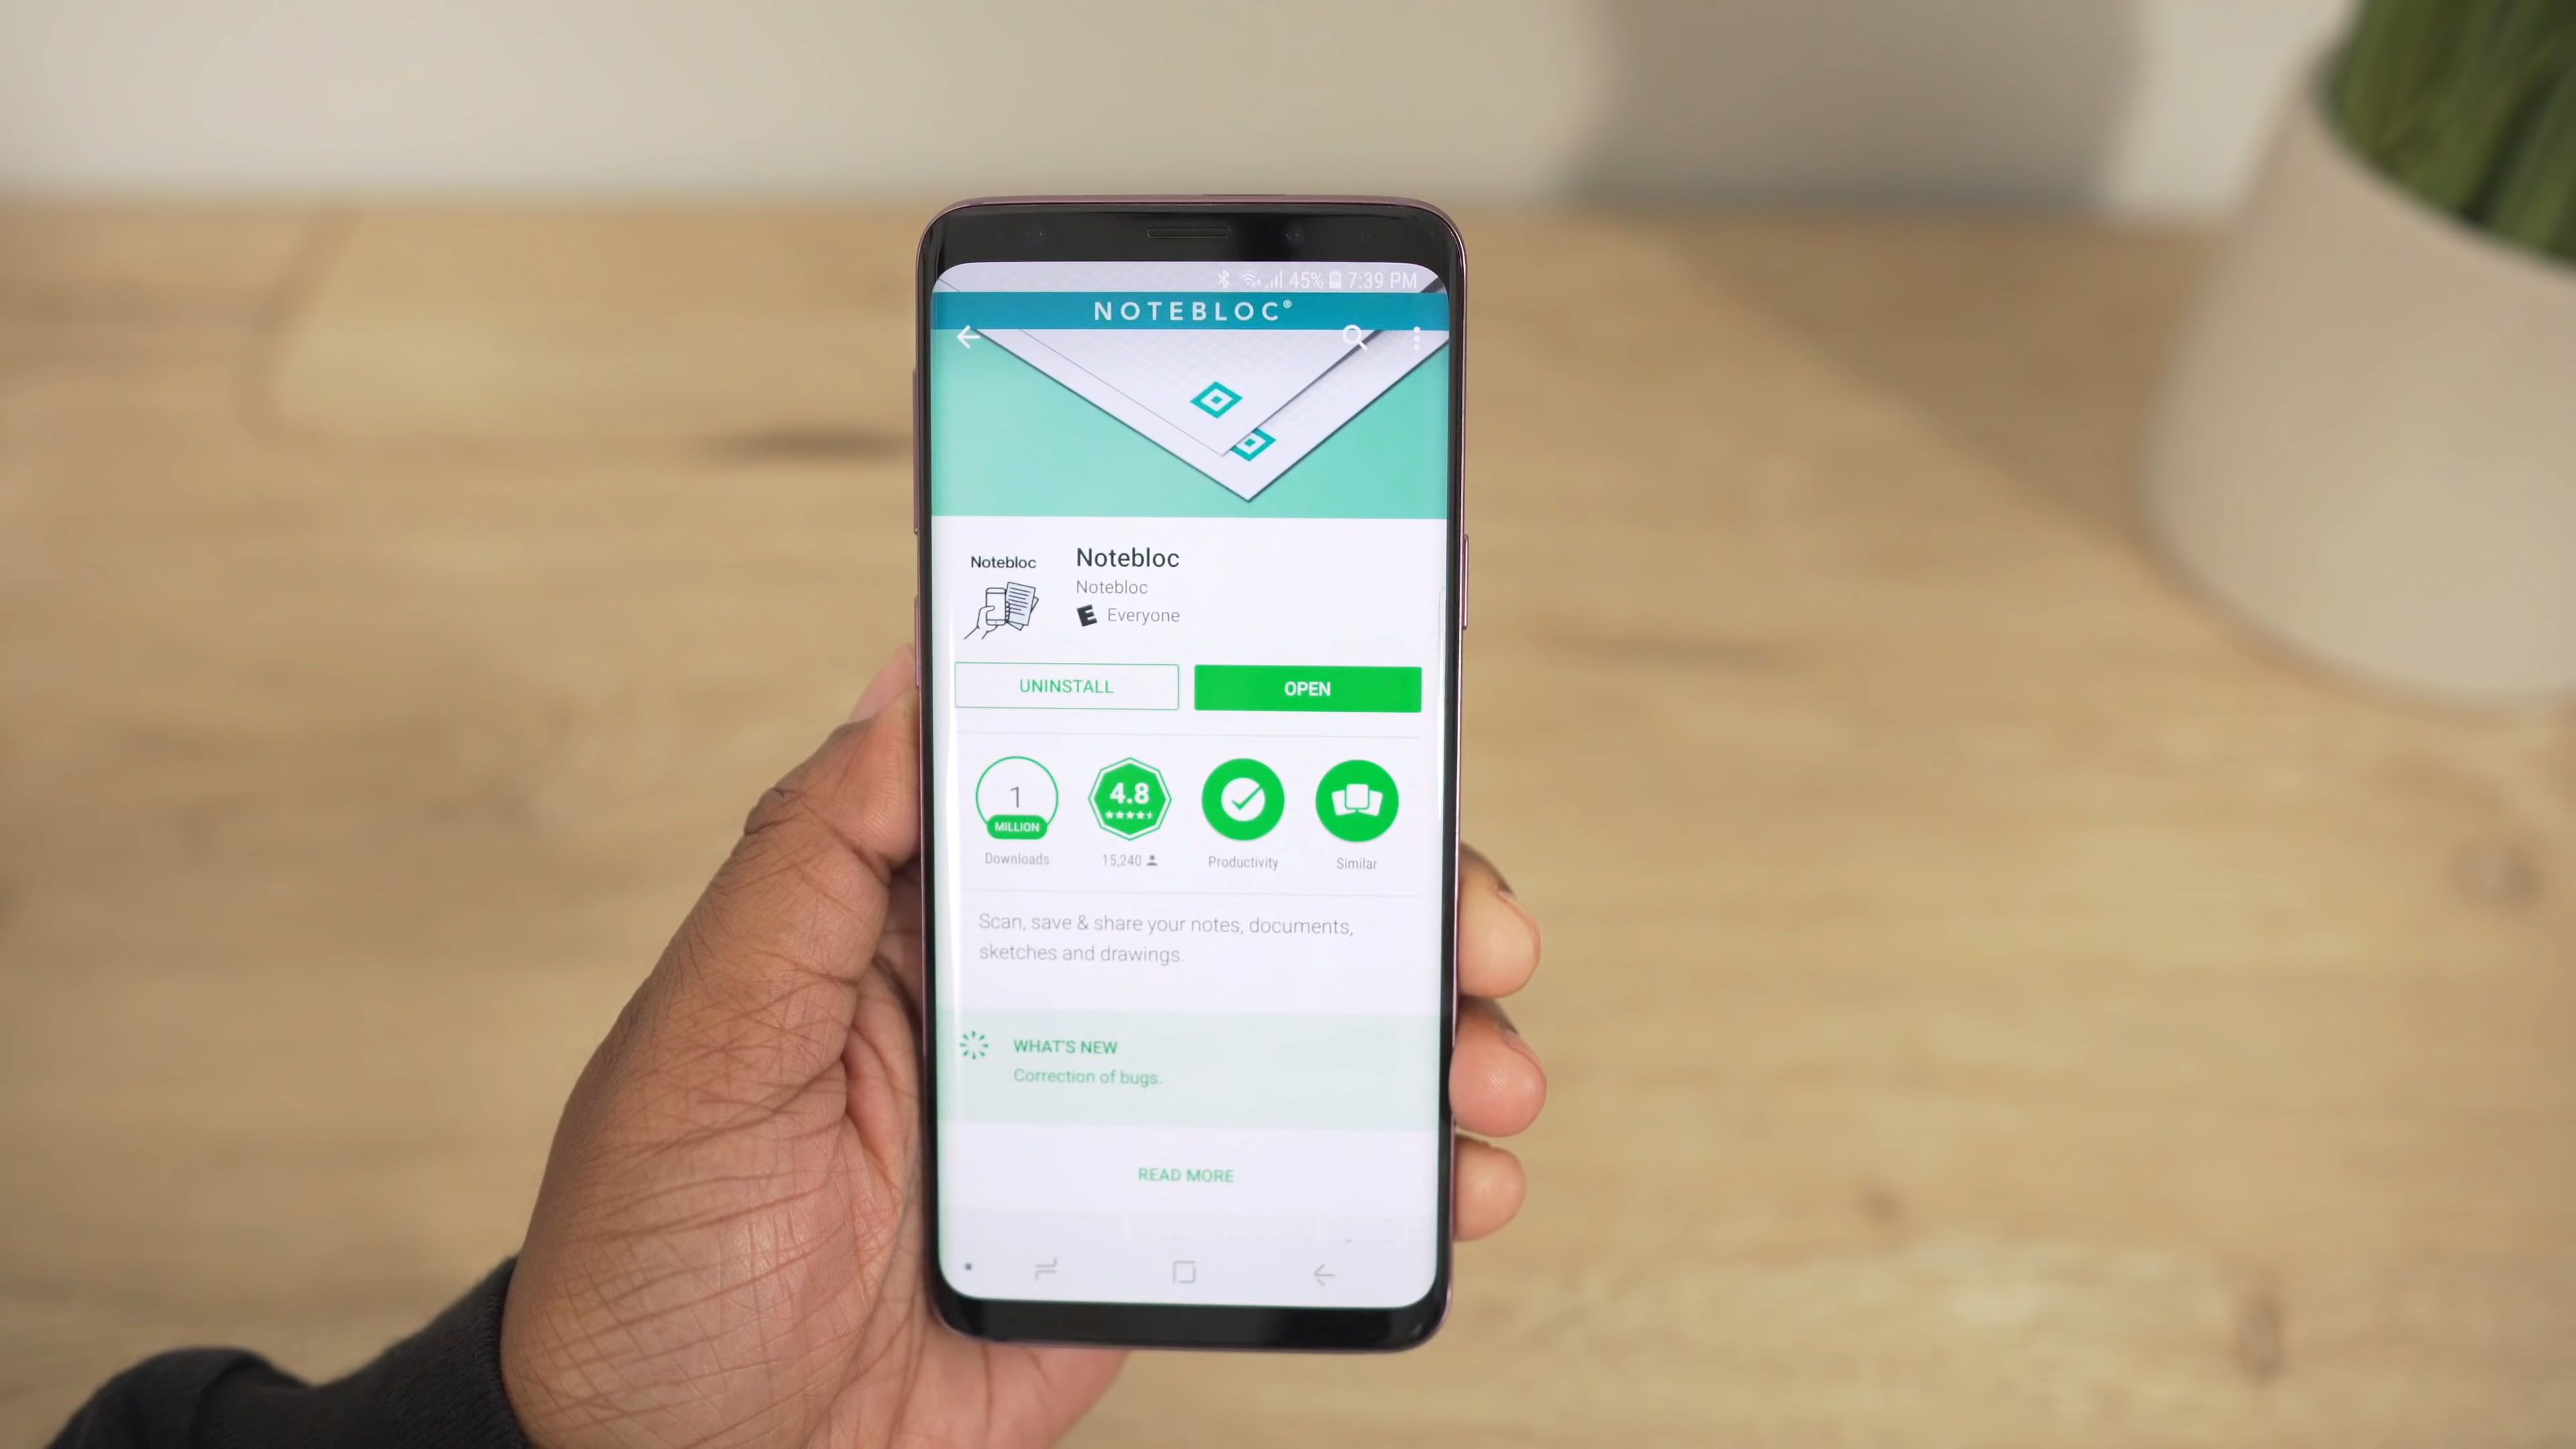 45% 7:39 PM
NOTEBLOC®
Notebloc
Notebloc
Notebloc
E Everyone
UNINSTALL
OPEN
1
MILLION
Downloads
4.8
15,240
Productivity
Similar
Scan, save & share your notes, documents,
sketches and drawings.
WHAT'S NEW
Correction of bugs.
READ MORE